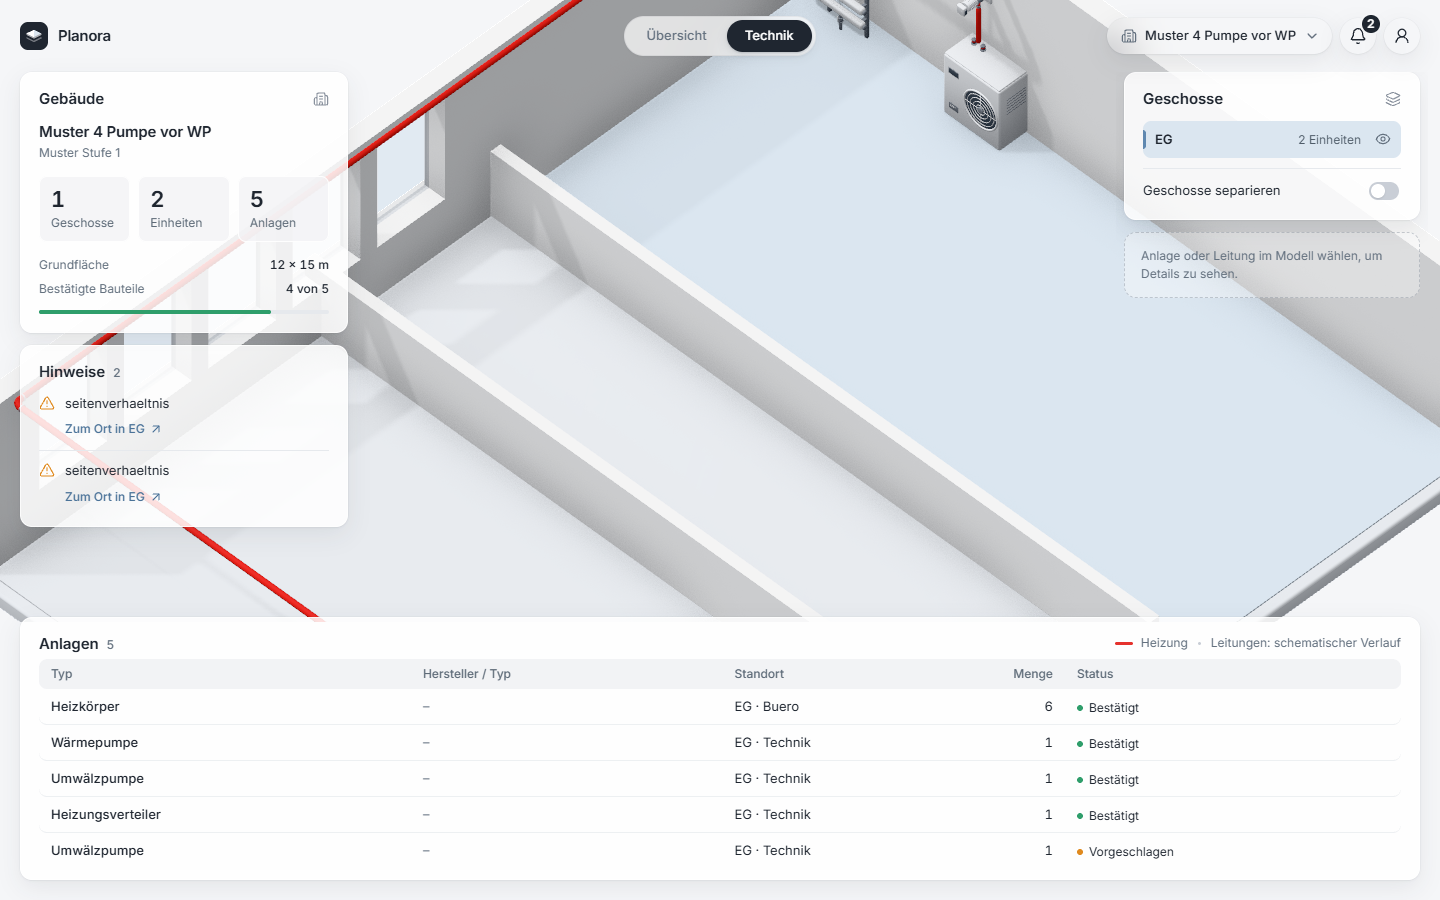 Planora
Übersicht
Technik
Muster 4 Pumpe vor WP
2
Gebäude
Muster 4 Pumpe vor WP
Muster Stufe 1
1 2 5
Geschosse Einheiten Anlagen
Grundfläche 12 × 15 m
Bestätigte Bauteile 4 von 5
Hinweise 2
seitenverhaeltnis
Zum Ort in EG ↗
seitenverhaeltnis
Zum Ort in EG ↗
Geschosse
EG 2 Einheiten
Geschosse separieren
Anlage oder Leitung im Modell wählen, um
Details zu sehen.
Anlagen 5
Heizung • Leitungen: schematischer Verlauf
Typ Hersteller / Typ Standort Menge Status
Heizkörper – EG · Buero 6 Bestätigt
Wärmepumpe – EG · Technik 1 Bestätigt
Umwälzpumpe – EG · Technik 1 Bestätigt
Heizungsverteiler – EG · Technik 1 Bestätigt
Umwälzpumpe – EG · Technik 1 Vorgeschlagen